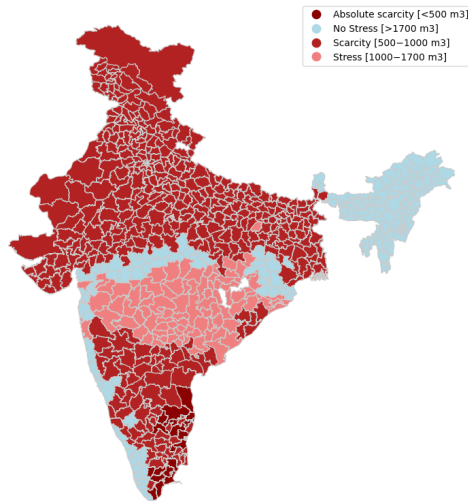 Absolute scarcity [<500 m3]
No Stress [>1700 m3]
Scarcity [500−1000 m3]
Stress [1000−1700 m3]